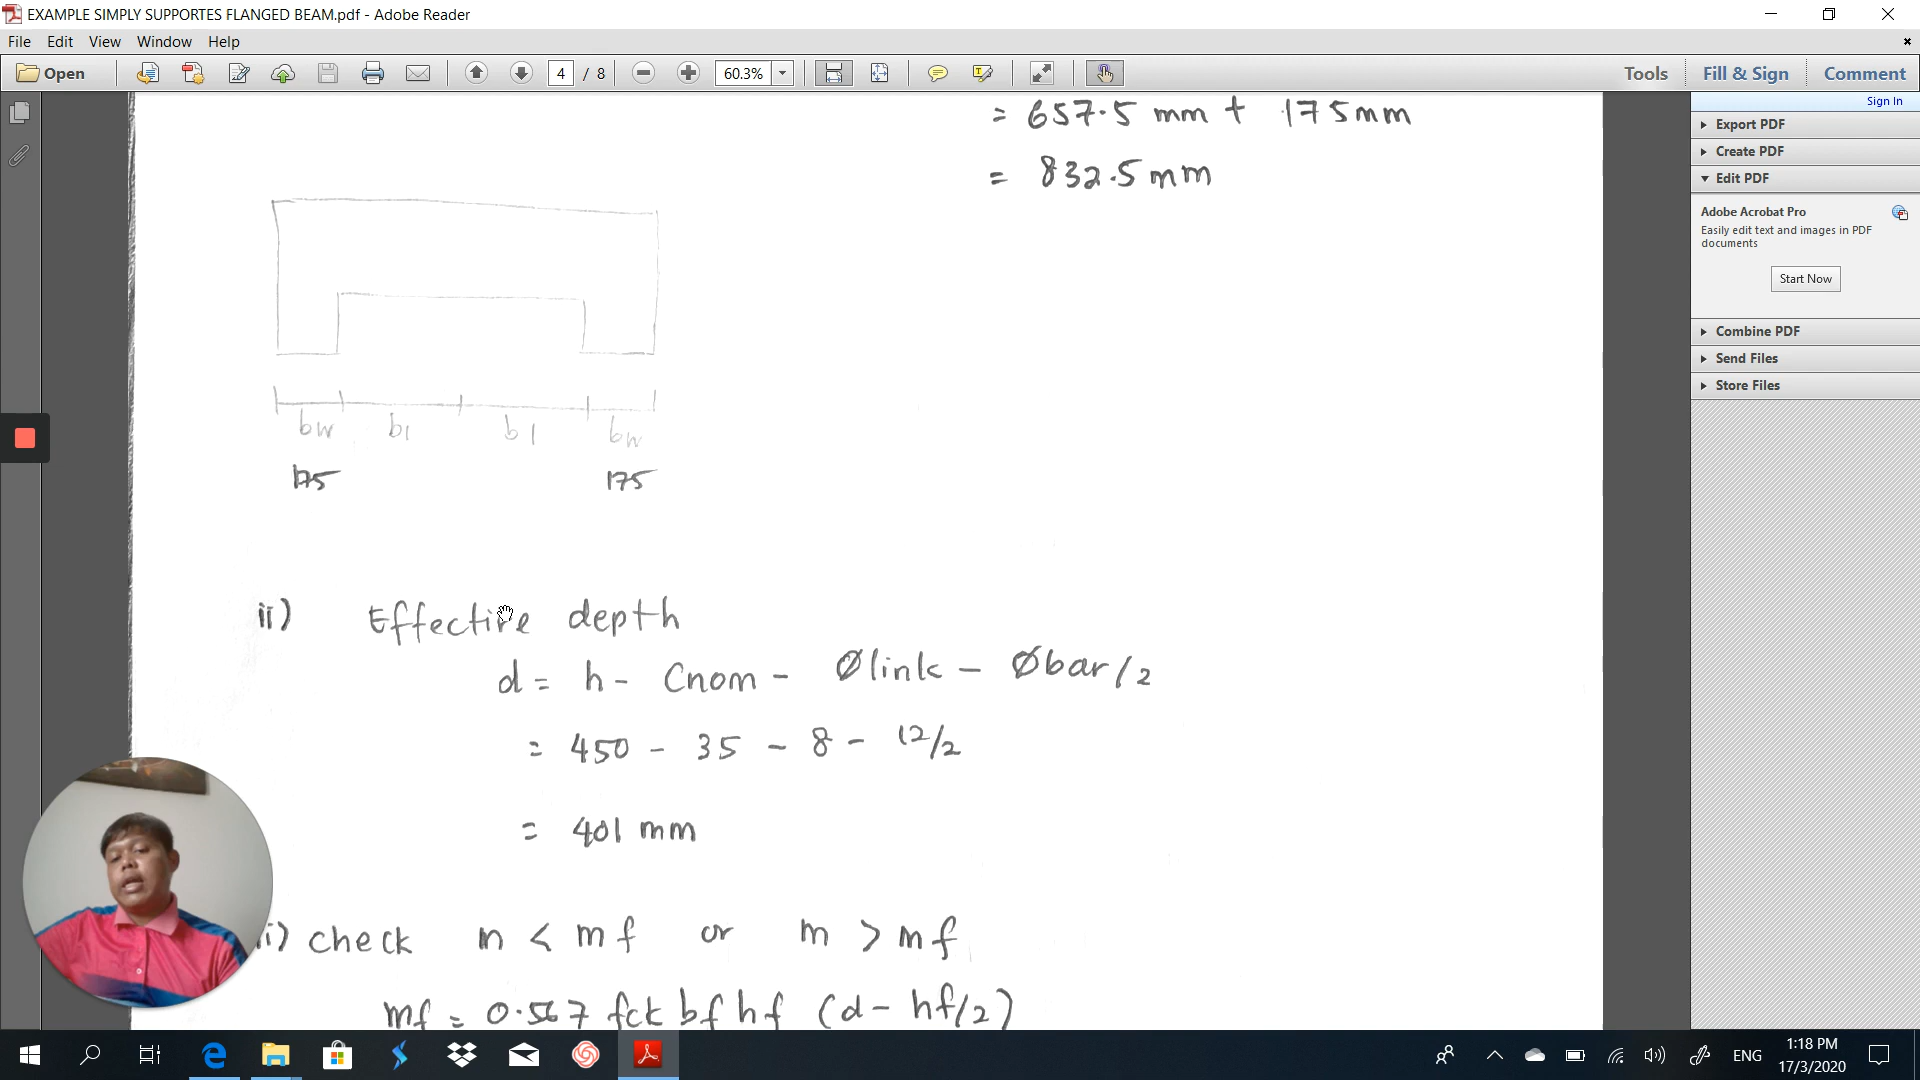 EXAMPLE SIMPLY SUPPORTES FLANGED BEAM.pdf - Adobe Reader
File Edit View Window Help
Open 4 / 8 60.3% Tools Fill & Sign Comment
Sign In
Export PDF
Create PDF
Edit PDF
Adobe Acrobat Pro
Easily edit text and images in PDF
documents
Start Now
Combine PDF
Send Files
Store Files
= 657.5 mm + 175mm
= 832.5 mm
bw b1 b1 bw
175 175
ii) Effective depth
d = h - Cnom - Ølink - Øbar/2
= 450 - 35 - 8 - 12/2
= 401 mm
i) check m < mf or m > mf
mf = 0.567 fck bf hf (d - hf/2)
ENG
1:18 PM
17/3/2020